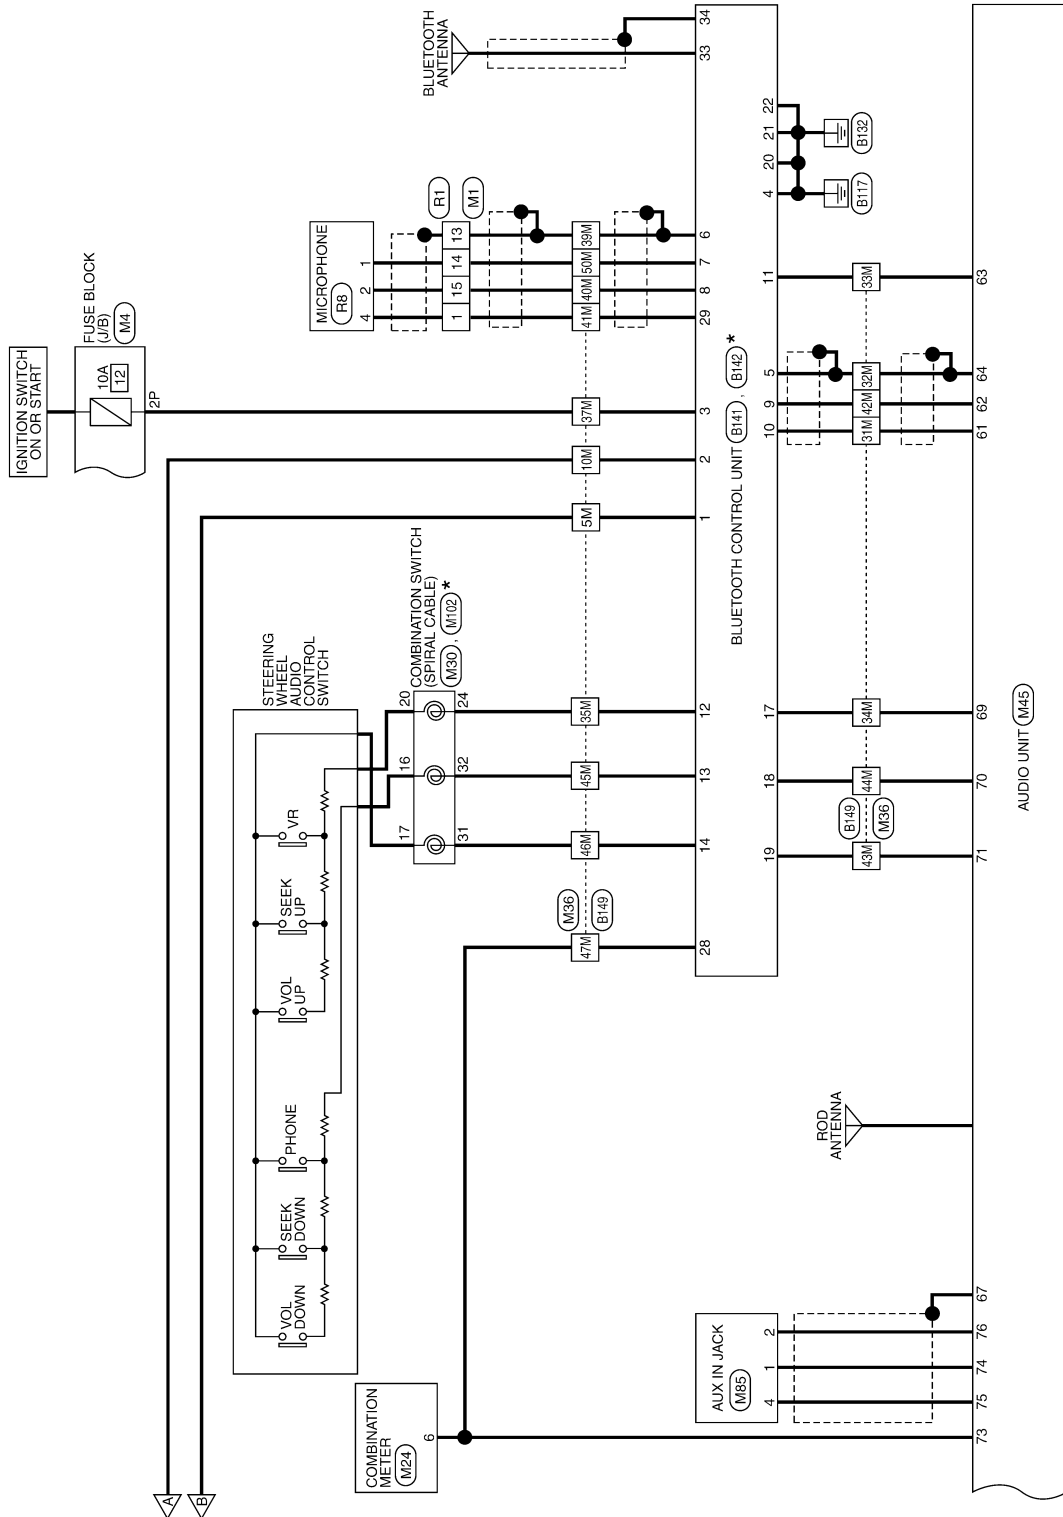 IGNITION SWITCH
ON OR START
FUSE BLOCK
(J/B)
M4
10A
12
2P
A
B
BLUETOOTH
ANTENNA
MICROPHONE
R8
4 2 1
R1
M1
1 15 14 13
STEERING
WHEEL
AUDIO
CONTROL
SWITCH
VOL
DOWN
SEEK
DOWN
PHONE
VOL
UP
SEEK
UP
VR
COMBINATION SWITCH
(SPIRAL CABLE)
M30 , M102 *
17 16 20
31 32 24
COMBINATION
METER
M24
6
M36
B149
47M 46M 45M 35M 5M 10M 37M 41M 40M 50M 39M
28 14 13 12 1 2 3 29 8 7 6 33 34
BLUETOOTH CONTROL UNIT B141 , B142 *
19 18 17 10 9 5 11 4 20 21 22
B117
B132
B149
M36
43M 44M 34M 31M 42M 32M 33M
AUX IN JACK
M85
4 1 2
ROD
ANTENNA
73 75 74 76 67 71 70 69 61 62 64 63
AUDIO UNIT M45